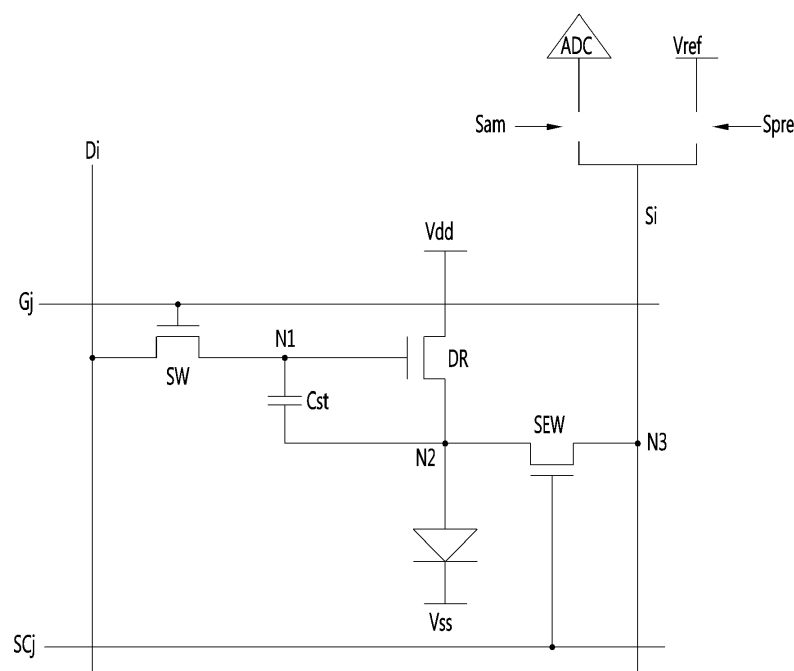 ADC
Vref
Sam
Spre
Di
Si
Vdd
Gj
N1
DR
SW
Cst
SEW
N2
N3
Vss
SCj